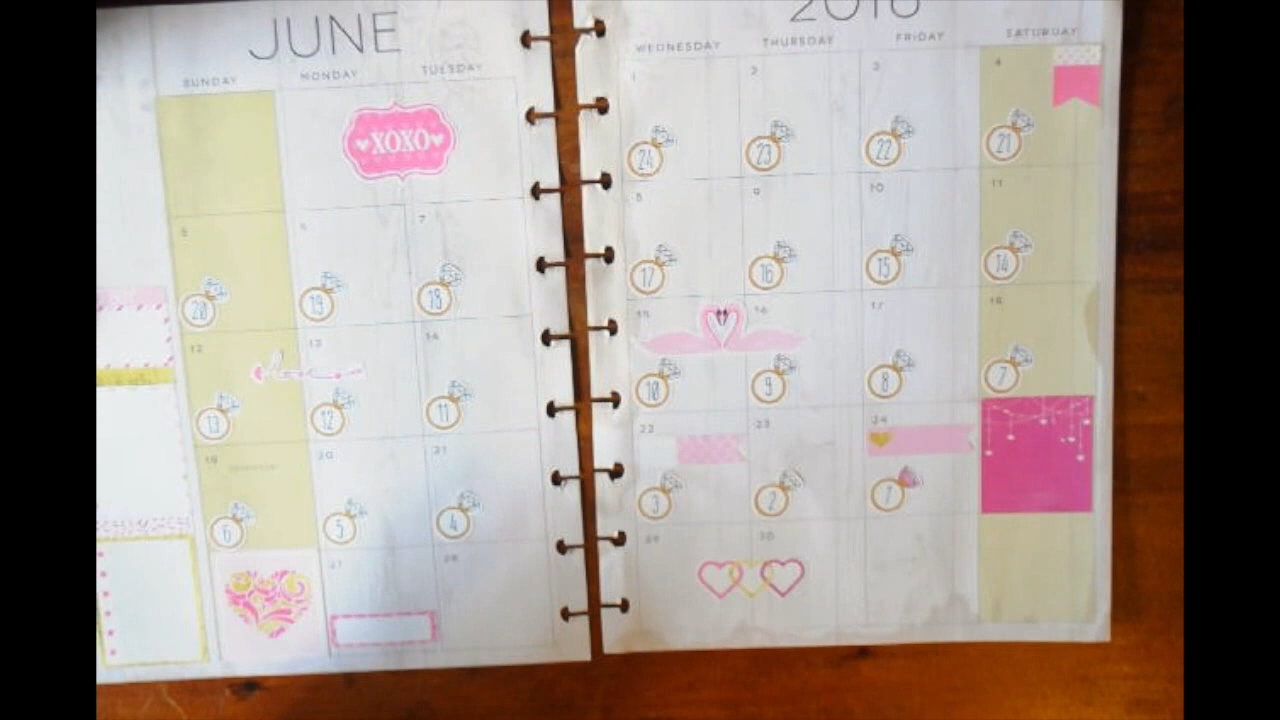 JUNE 2016
SUNDAY MONDAY TUESDAY WEDNESDAY THURSDAY FRIDAY SATURDAY
1 2 3 4
XOXO
24 23 22 21
5 6 7 8 9 10 11
20 19 18 17 16 15 14
12 13 14 15 16 17 18
love
13 12 11 10 9 8 7
19 20 21 22 23 24
6 5 4 3 2 1
27 28 29 30